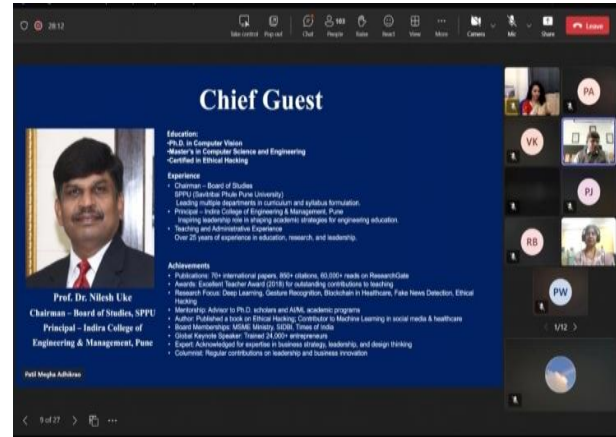 28:12
Take control
Pop out
Chat
103
People
Raise
React
View
More
Camera
Mic
Share
Leave
Chief Guest
Education:
•Ph.D. in Computer Vision
•Master's in Computer Science and Engineering
•Certified in Ethical Hacking
Experience
• Chairman – Board of Studies
SPPU (Savitribai Phule Pune University)
Leading multiple departments in curriculum and syllabus formulation.
• Principal – Indira College of Engineering & Management, Pune
Inspiring leadership role in shaping academic strategies for engineering education.
• Teaching and Administrative Experience
Over 25 years of experience in education, research, and leadership.
Achievements
• Publications: 70+ international papers, 850+ citations, 60,000+ reads on ResearchGate
• Awards: Excellent Teacher Award (2018) for outstanding contributions to teaching
• Research Focus: Deep Learning, Gesture Recognition, Blockchain in Healthcare, Fake News Detection, Ethical
Hacking
• Mentorship: Advisor to Ph.D. scholars and AI/ML academic programs
• Author: Published a book on Ethical Hacking; Contributor to Machine Learning in social media & healthcare
• Board Memberships: MSME Ministry, SIDBI, Times of India
• Global Keynote Speaker: Trained 24,000+ entrepreneurs
• Expert: Acknowledged for expertise in business strategy, leadership, and design thinking
• Columnist: Regular contributions on leadership and business innovation
Prof. Dr. Nilesh Uke
Chairman – Board of Studies, SPPU
Principal – Indira College of
Engineering & Management, Pune
Patil Megha Adhikrao
9 of 27
PA
VK
PJ
RB
PW
1/12